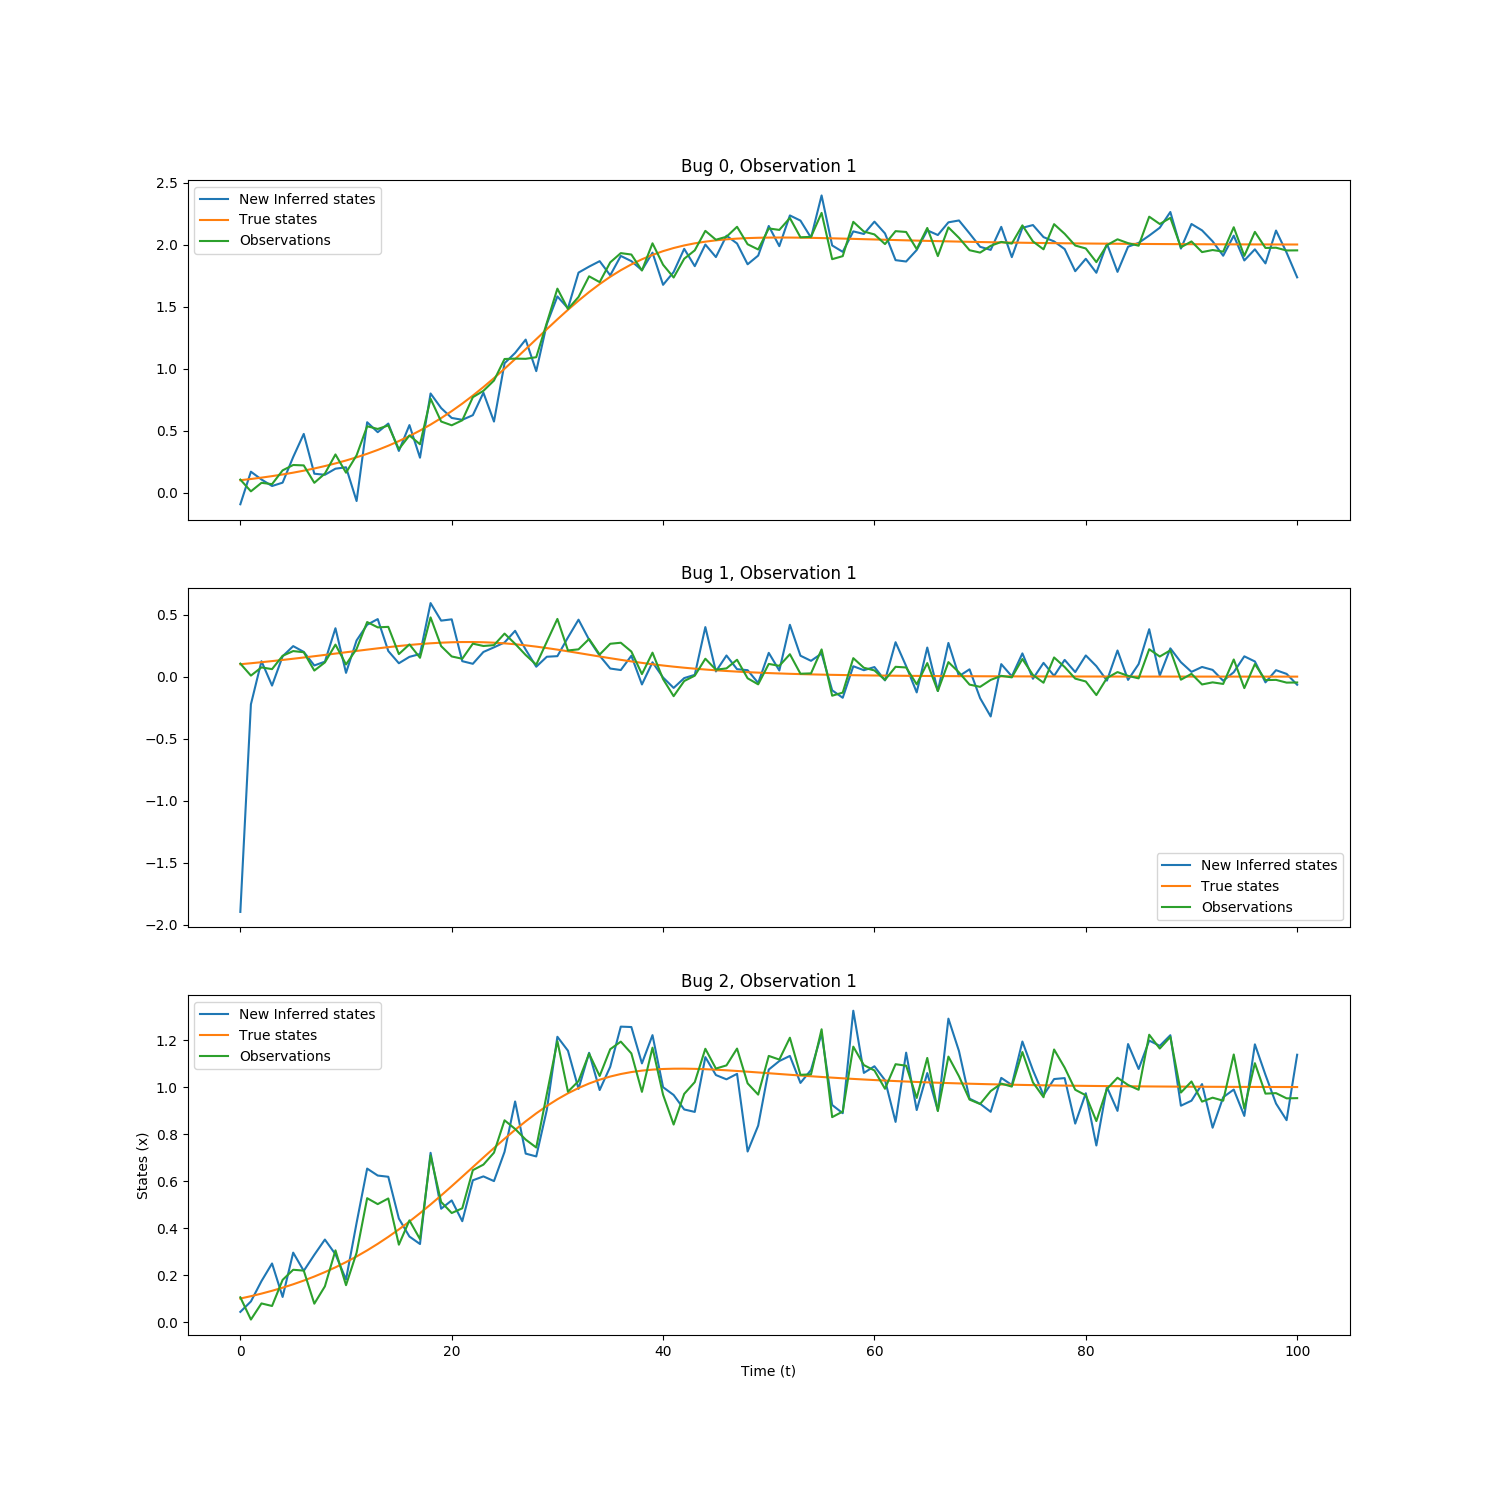 Bug 0, Observation 1
2.5
2.0
1.5
1.0
0.5
0.0
New Inferred states
True states
Observations
Bug 1, Observation 1
0.5
0.0
−0.5
−1.0
−1.5
−2.0
New Inferred states
True states
Observations
Bug 2, Observation 1
States (x)
1.2
1.0
0.8
0.6
0.4
0.2
0.0
New Inferred states
True states
Observations
0 20 40 60 80 100
Time (t)